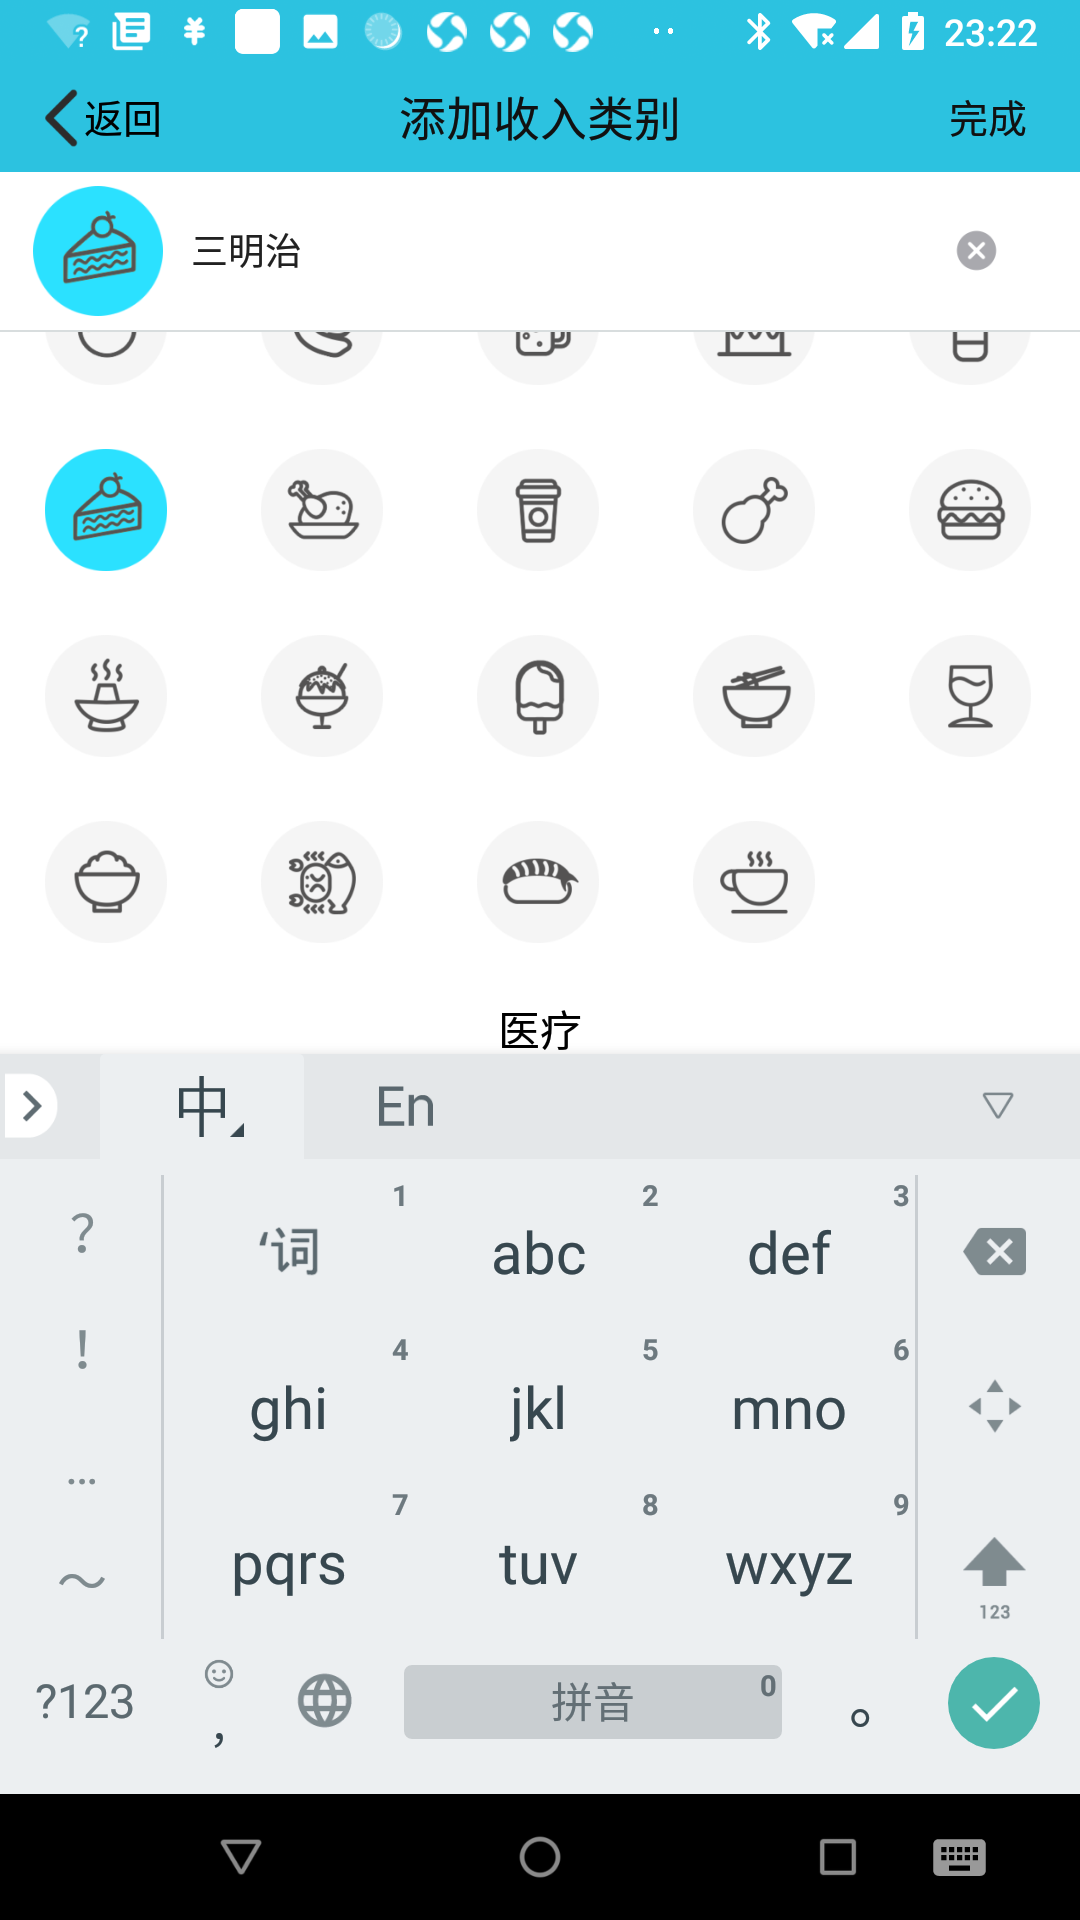 23:22
返回 添加收入类别 完成
三明治
医疗
中 En
? 1 2 3
‘词 abc def
! 4 5 6
ghi jkl mno
… 7 8 9
～ pqrs tuv wxyz
123
?123 , 拼音 0 。